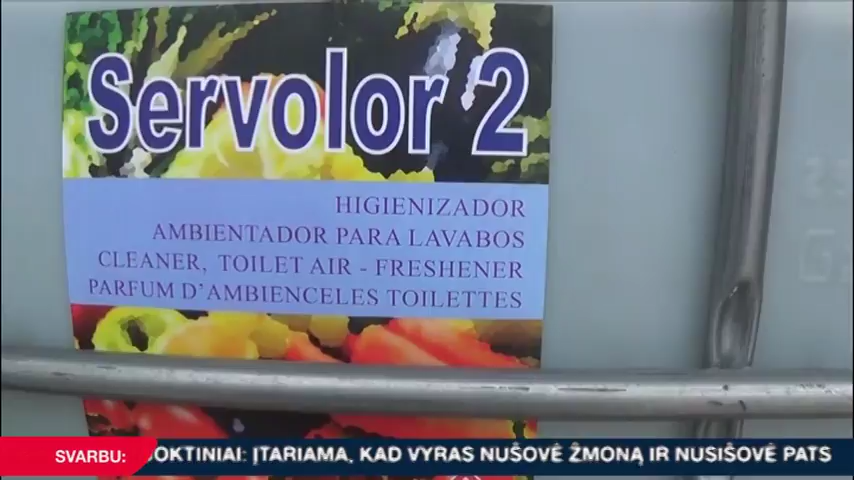 Servolor 2
HIGIENIZADOR
AMBIENTADOR PARA LAVABOS
CLEANER, TOILET AIR - FRESHENER
PARFUM D'AMBIENCELES TOILETTES
SVARBU:
ĮTARIAMA, KAD VYRAS NUŠOVĖ ŽMONĄ IR NUSIŠOVĖ PATS